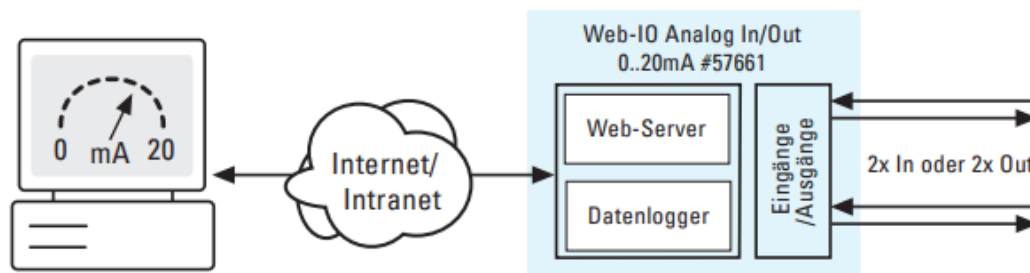 Web-IO Analog In/Out
0..20mA #57661
0 mA 20
Internet/
Intranet
Web-Server
Datenlogger
Eingänge
/Ausgänge
2x In oder 2x Out